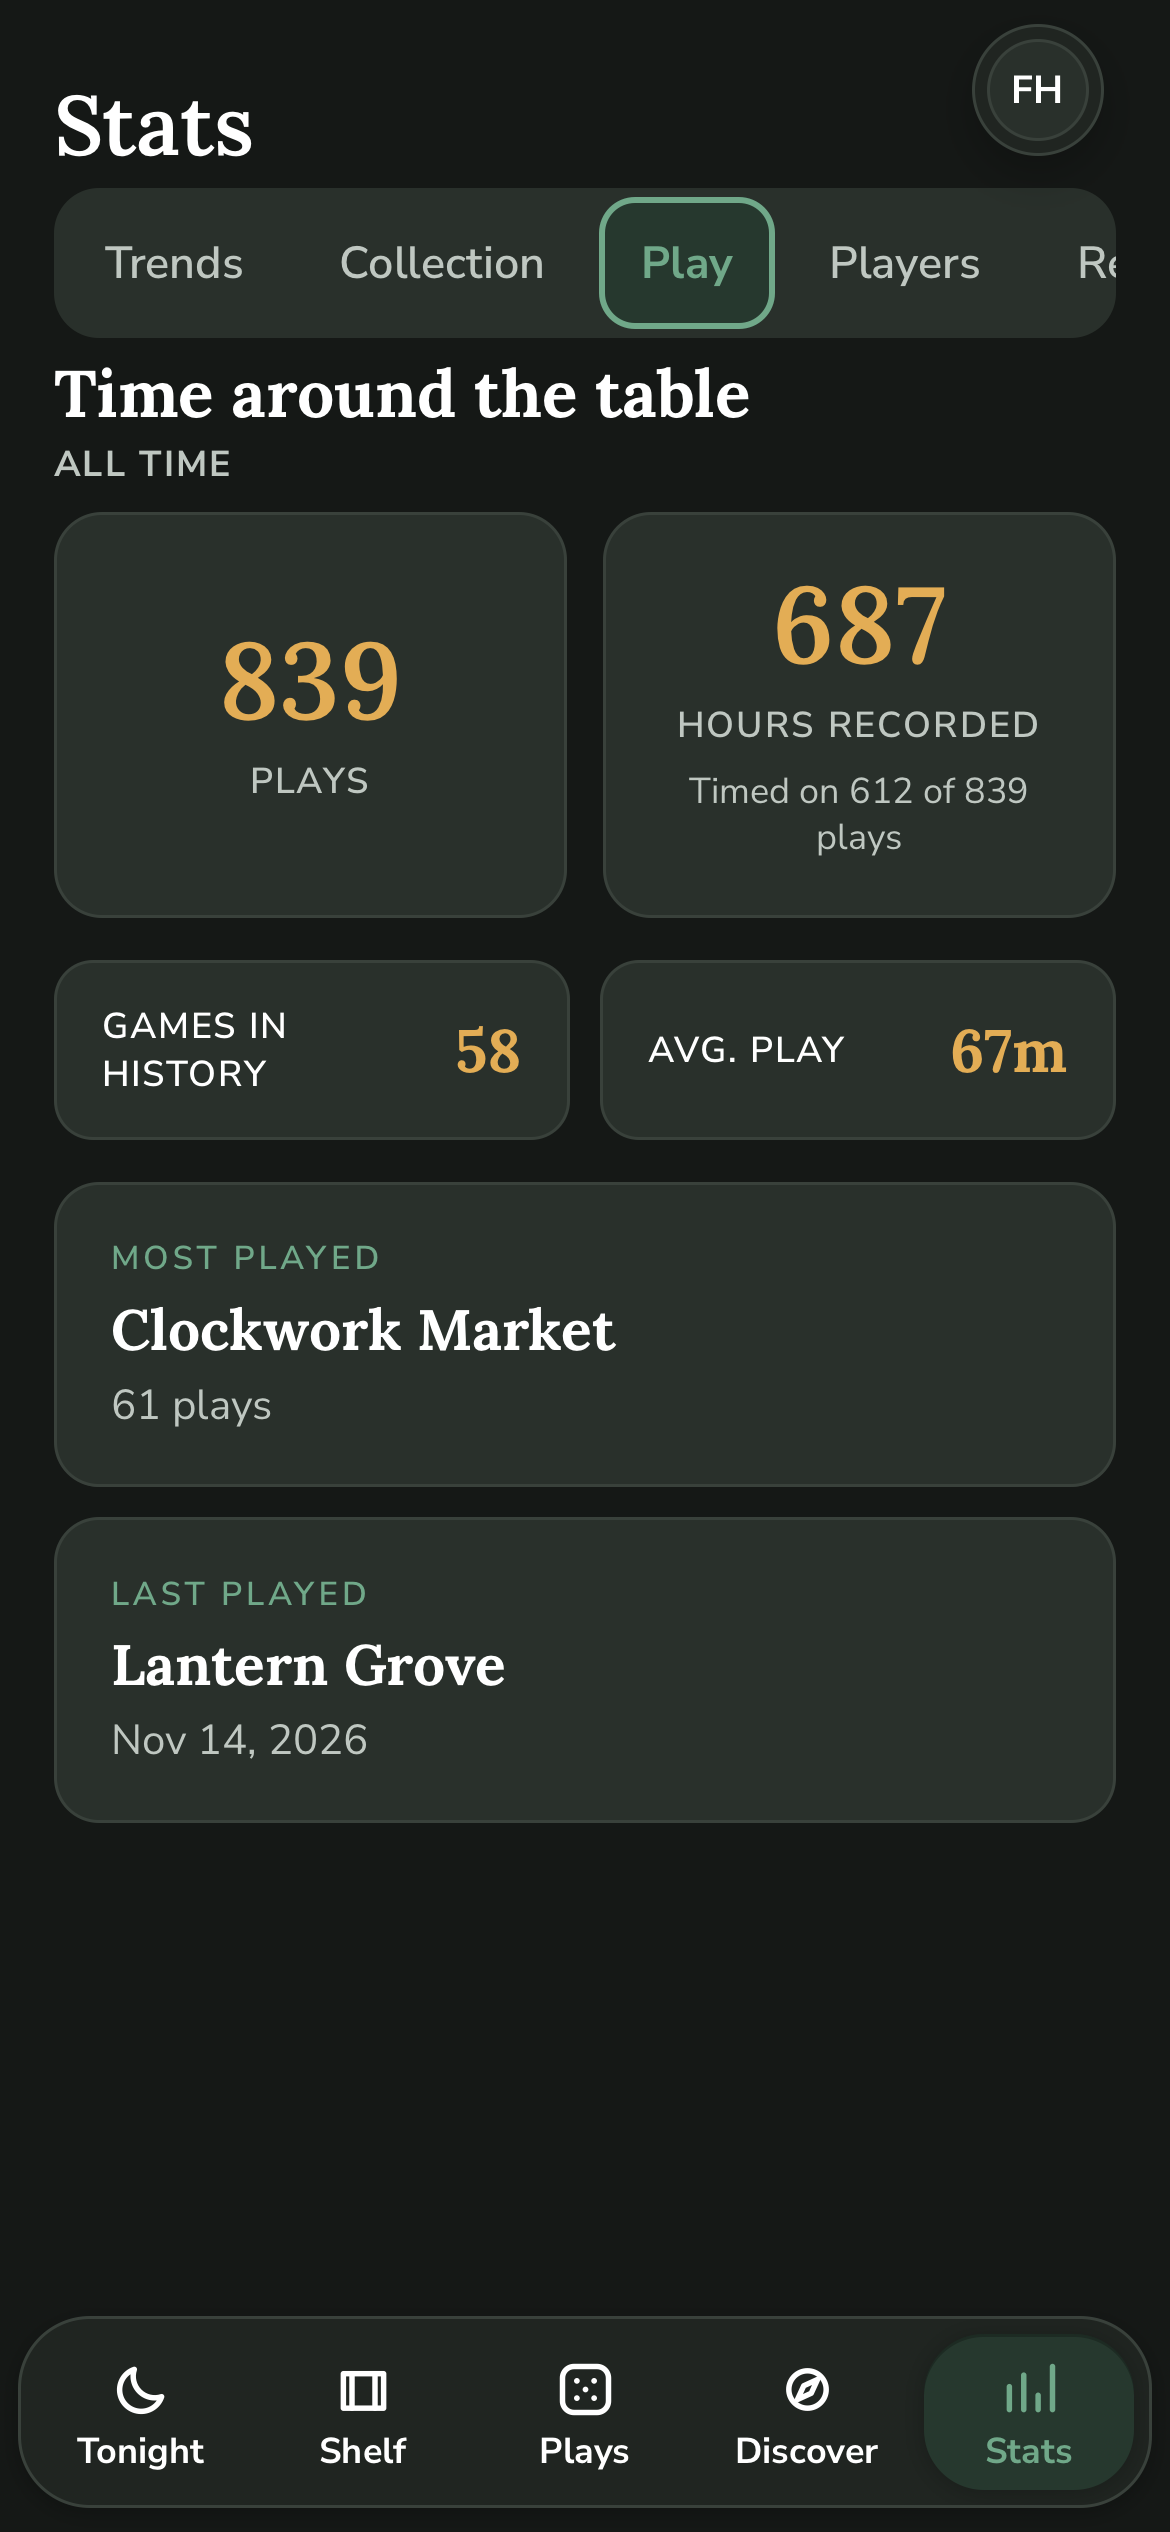 FH
Stats
Trends Collection Play Players Re
Time around the table
ALL TIME
839
PLAYS
687
HOURS RECORDED
Timed on 612 of 839
plays
GAMES IN
HISTORY
58
AVG. PLAY
67m
MOST PLAYED
Clockwork Market
61 plays
LAST PLAYED
Lantern Grove
Nov 14, 2026
Tonight Shelf Plays Discover Stats